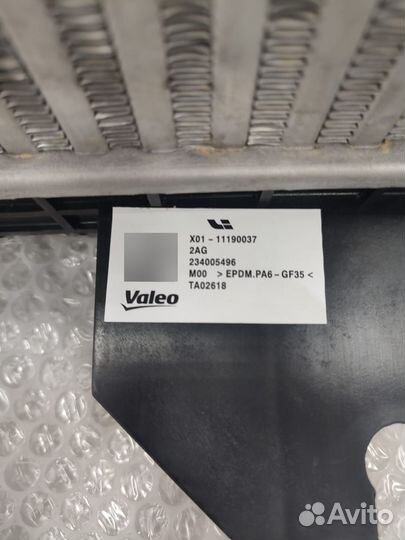 X01-11190037
2AG
234005496
M00 >EPDM.PA6-GF35<
TA02618
Valeo
Avito